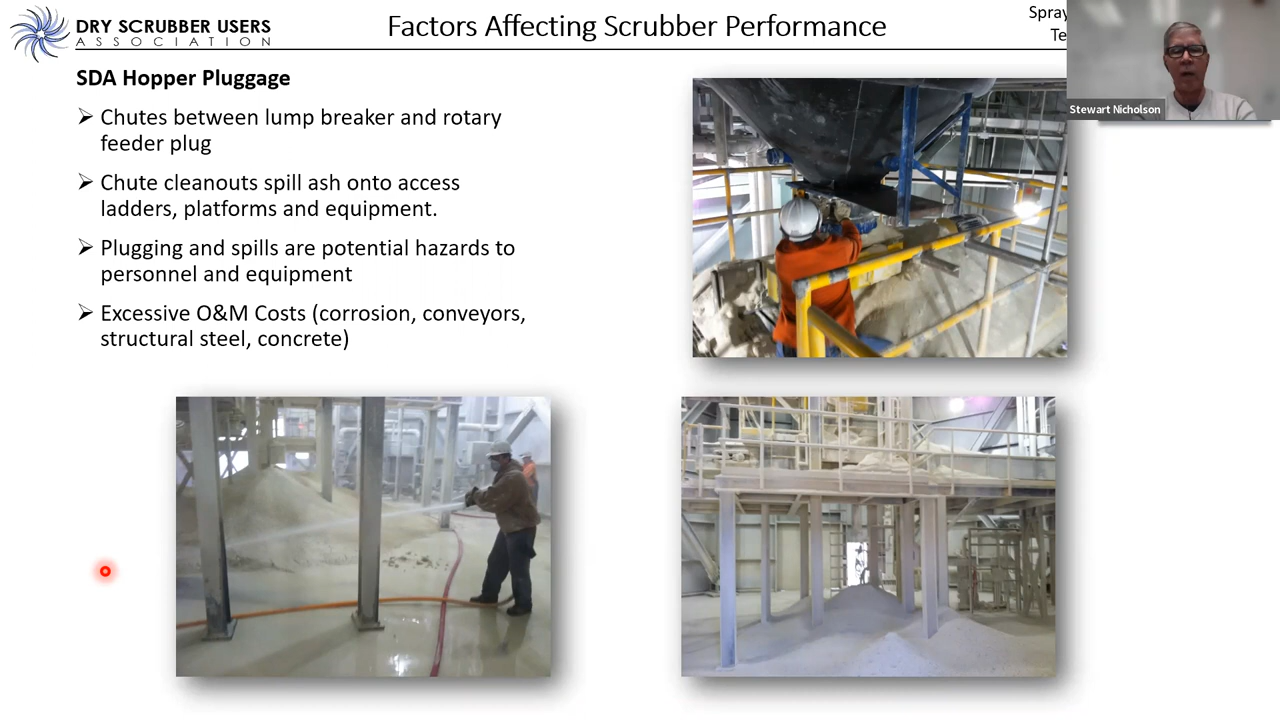 DRY SCRUBBER USERS
ASSOCIATION
Factors Affecting Scrubber Performance
Spray
Te
Stewart Nicholson
SDA Hopper Pluggage
➢ Chutes between lump breaker and rotary
feeder plug
➢ Chute cleanouts spill ash onto access
ladders, platforms and equipment.
➢ Plugging and spills are potential hazards to
personnel and equipment
➢ Excessive O&M Costs (corrosion, conveyors,
structural steel, concrete)